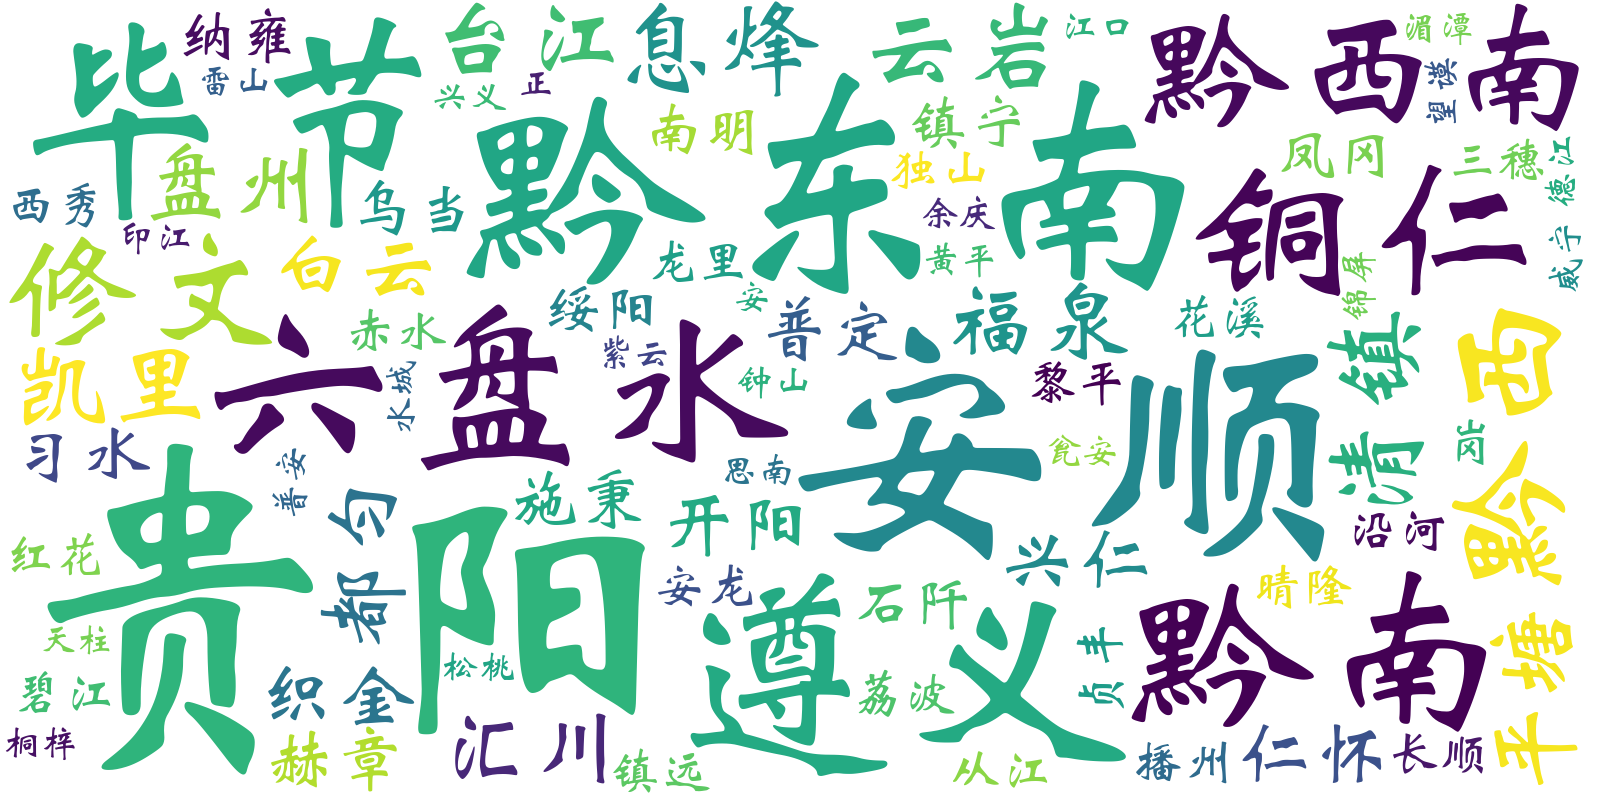 纳雍
雷山
台江
兴义
正
息烽
云岩
江口
黔西南
湄潭
望谟
毕节
黔东南
南明
镇宁
独山
余庆
凤冈
三穗
德江
盘州
乌当
西秀
印江
铜仁
威宁
锦屏
修文
白云
龙里
黄平
安
绥阳
赤水
普定
福泉
花溪
紫云
六盘水
水城
钟山
黎平
安顺
清镇
黔西
凯里
习水
普安
思南
瓮安
岗
贵阳
都匀
施秉
开阳
兴仁
沿河
红花
安龙
石阡
晴隆
遵义
贞丰
黔南
平塘
天柱
碧江
桐梓
织金
松桃
荔波
赫章
汇川
镇远
从江
播州
仁怀
长顺